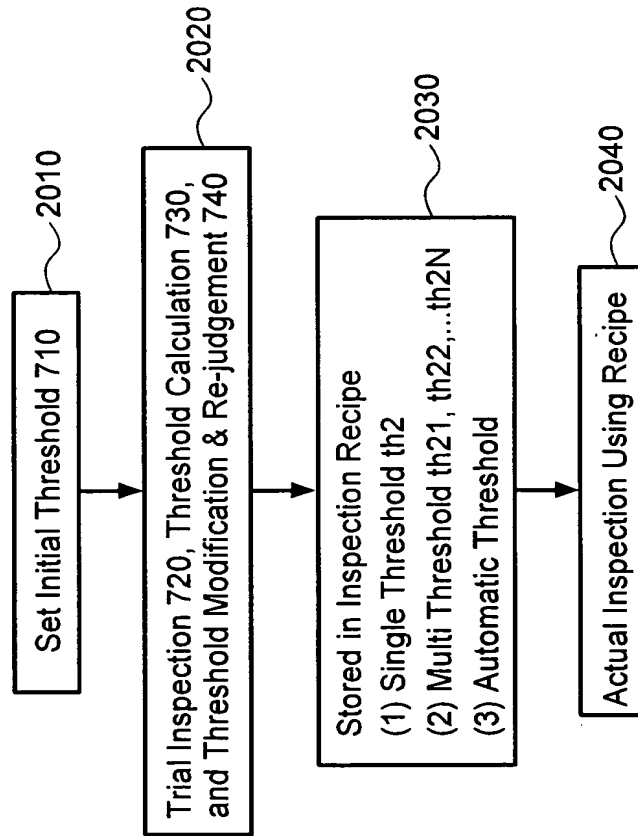 Set Initial Threshold 710
2010
Trial Inspection 720, Threshold Calculation 730,
and Threshold Modification & Re-judgement 740
2020
Stored in Inspection Recipe
(1) Single Threshold th2
(2) Multi Threshold th21, th22,...th2N
(3) Automatic Threshold
2030
Actual Inspection Using Recipe
2040